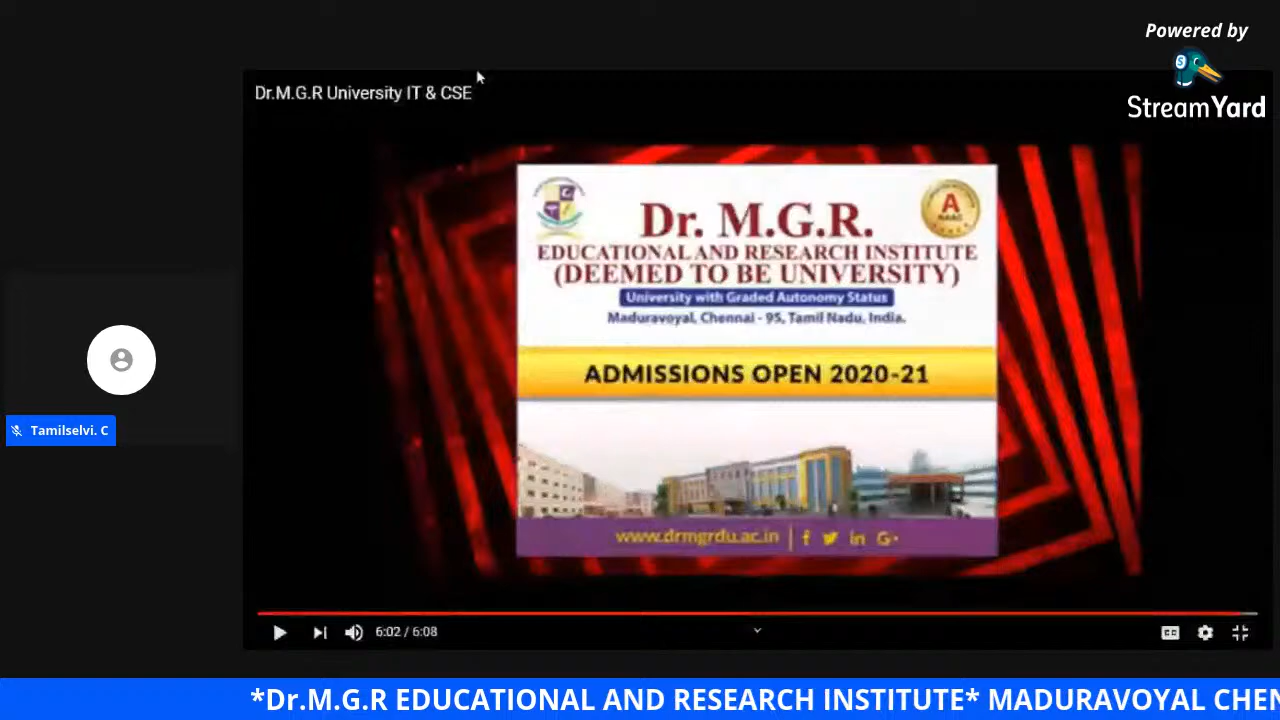 Powered by
StreamYard
Dr.M.G.R University IT & CSE
A
NAAC
Dr. M.G.R.
EDUCATIONAL AND RESEARCH INSTITUTE
(DEEMED TO BE UNIVERSITY)
University with Graded Autonomy Status
Maduravoyal, Chennai - 95, Tamil Nadu, India.
ADMISSIONS OPEN 2020-21
www.drmgrdu.ac.in
Tamilselvi. C
6:02 / 6:08
*Dr.M.G.R EDUCATIONAL AND RESEARCH INSTITUTE* MADURAVOYAL CHEN